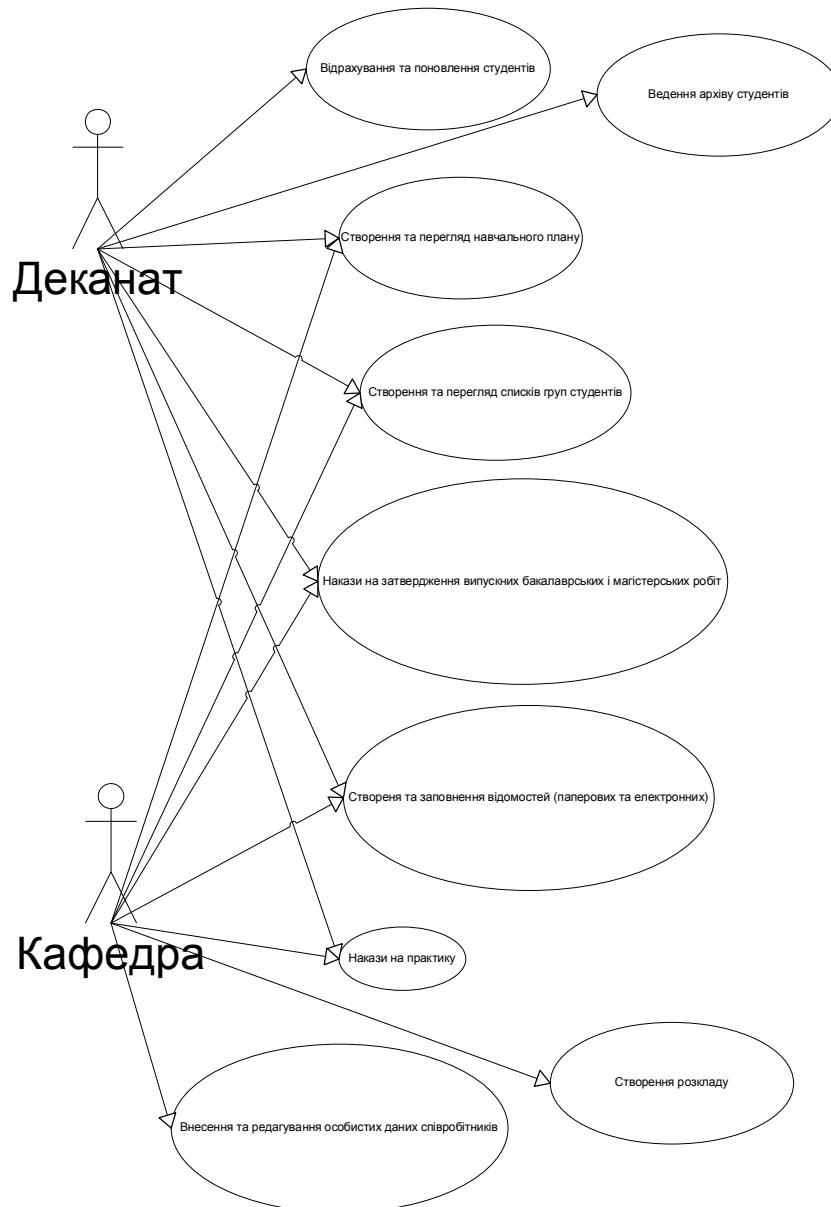 Відрахування та поновлення студентів
Ведення архіву студентів
Створення та перегляд навчального плану
Деканат
Створення та перегляд списків груп студентів
Накази на затвердження випускних бакалаврських і магістерських робіт
Створеня та заповнення відомостей (паперових та електронних)
Кафедра
Накази на практику
Створення розкладу
Внесення та редагування особистих даних співробітників